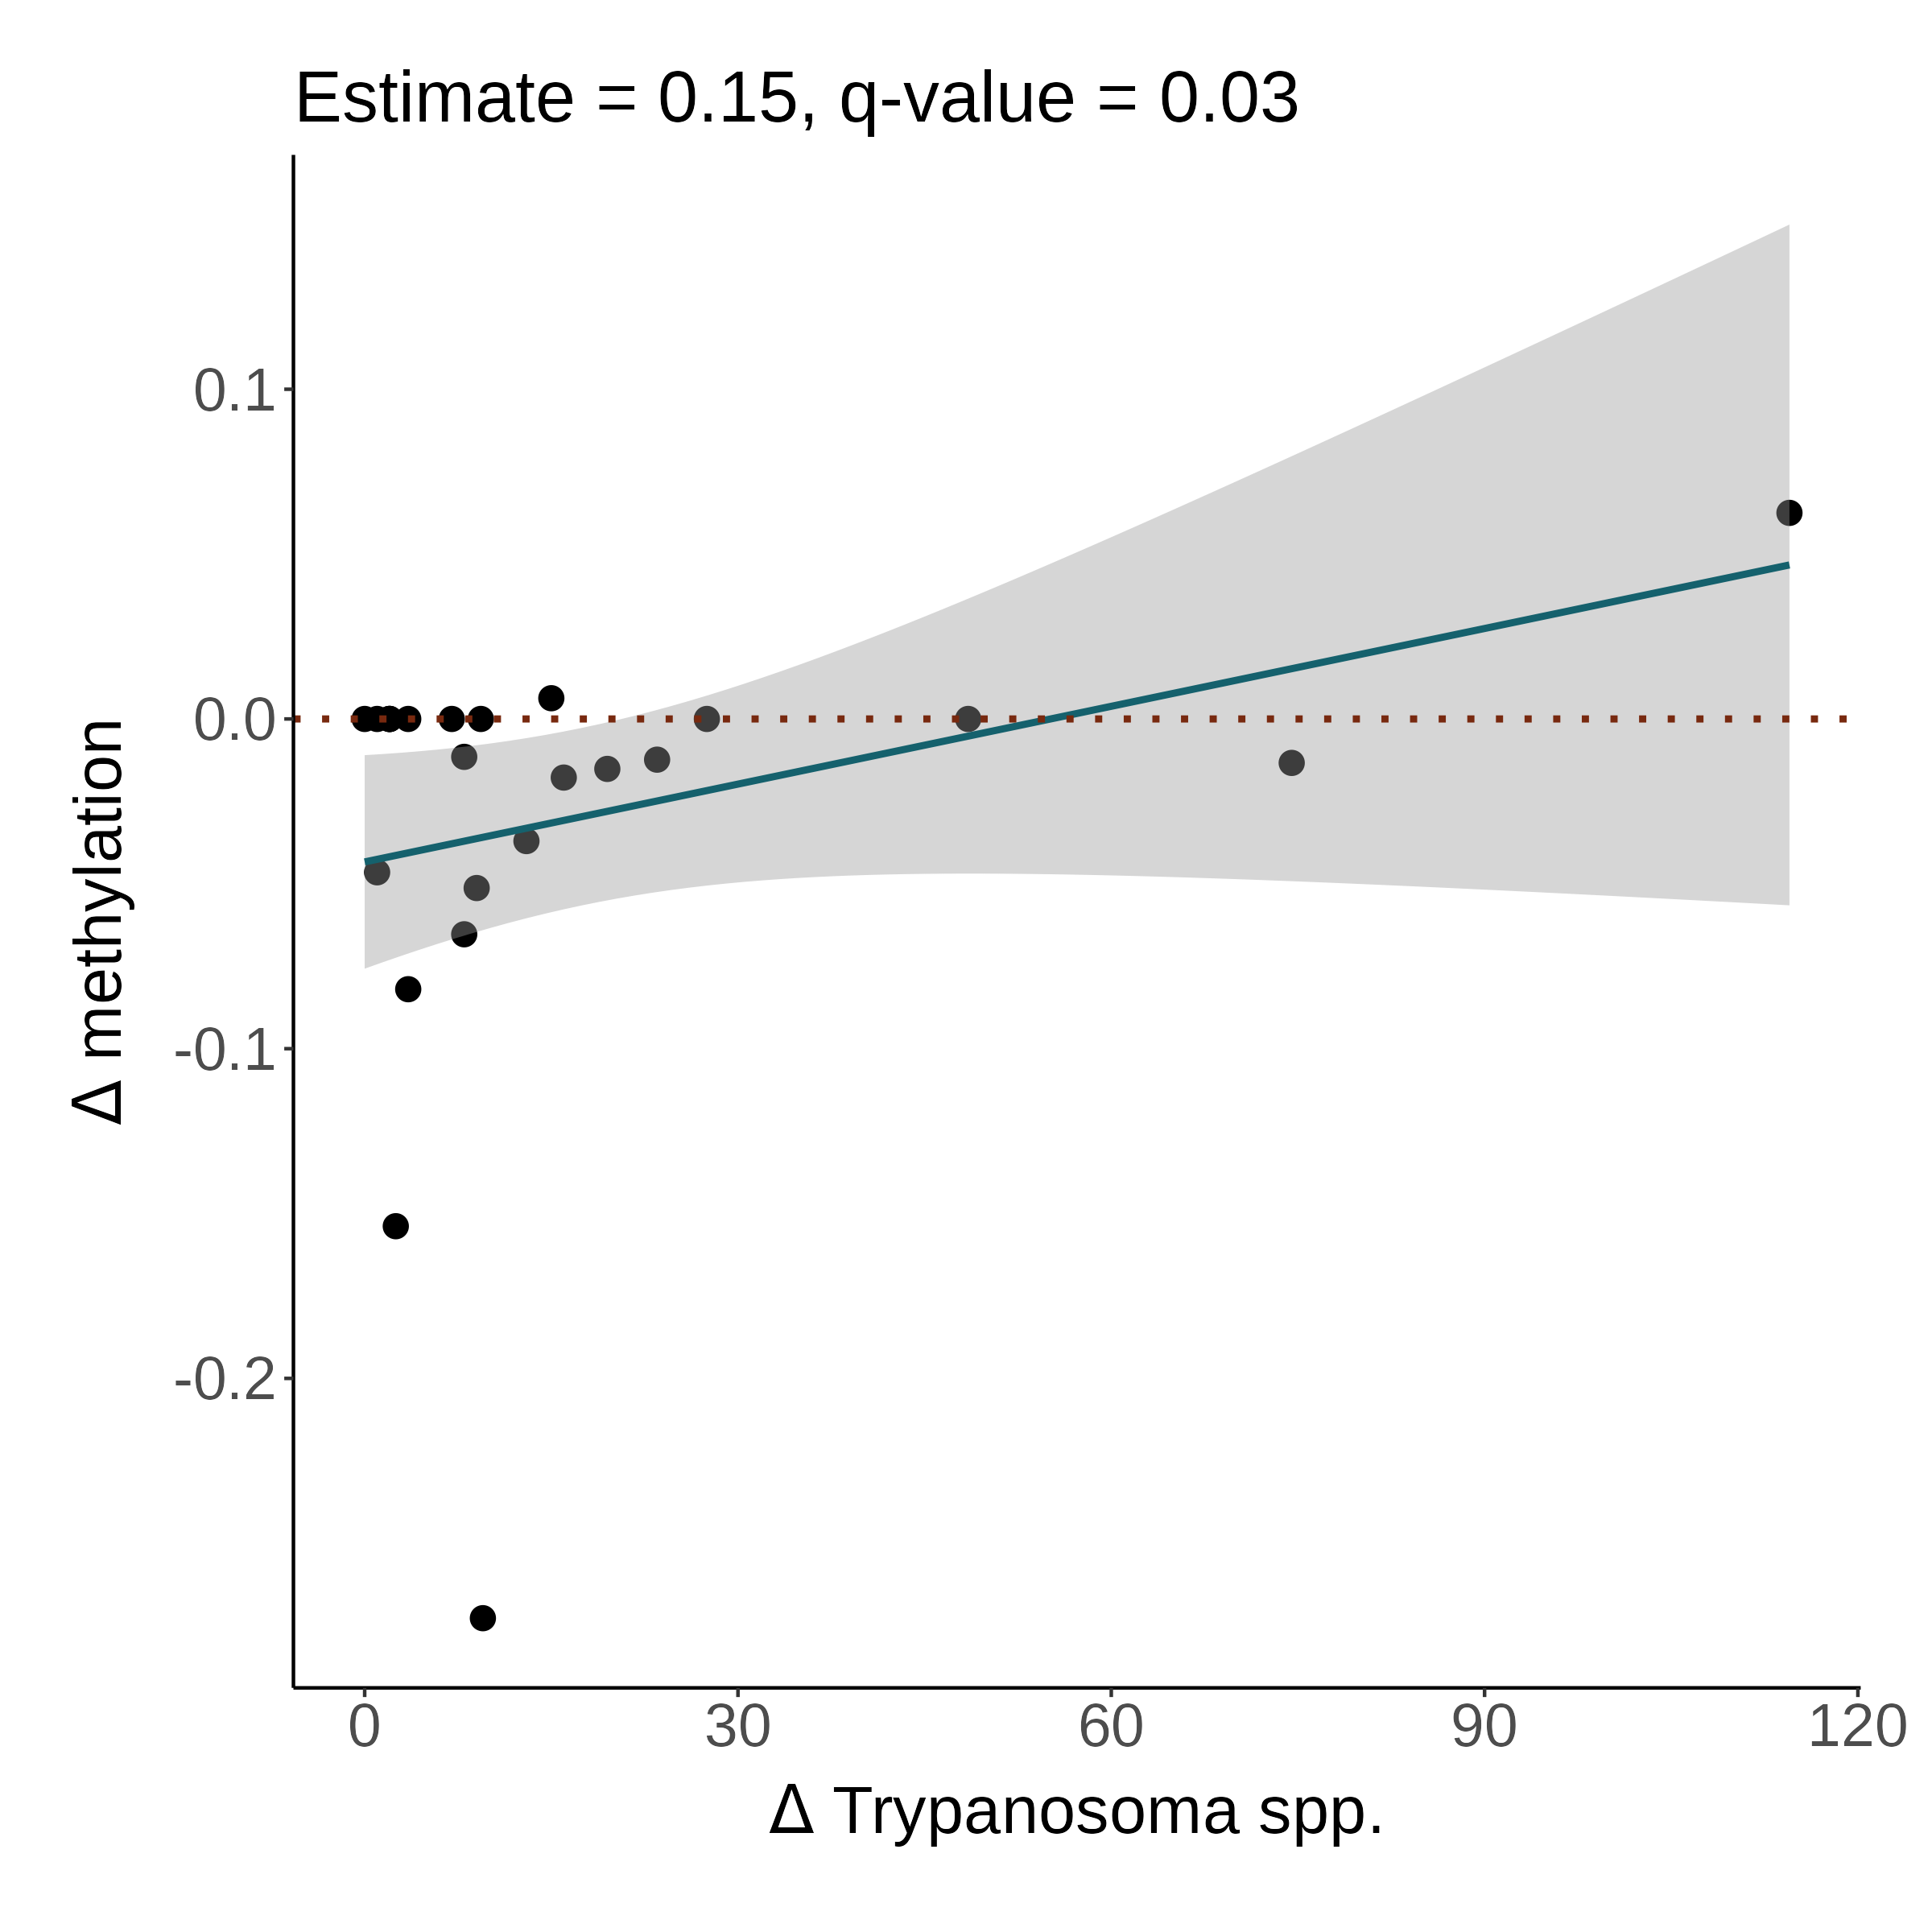 Estimate = 0.15, q-value = 0.03
Δ methylation
0.1
0.0
-0.1
-0.2
0 30 60 90 120
Δ Trypanosoma spp.